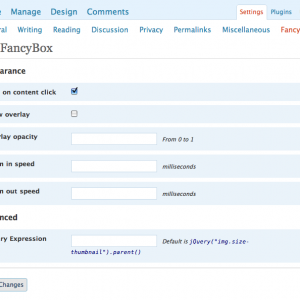 e Manage Design Comments
Settings Plugins
ral Writing Reading Discussion Privacy Permalinks Miscellaneous Fancy
FancyBox
earance
on content click
w overlay
rlay opacity From 0 to 1
m in speed milliseconds
m out speed milliseconds
nced
ry Expression Default is jQuery("img.size-
thumbnail").parent()
Changes